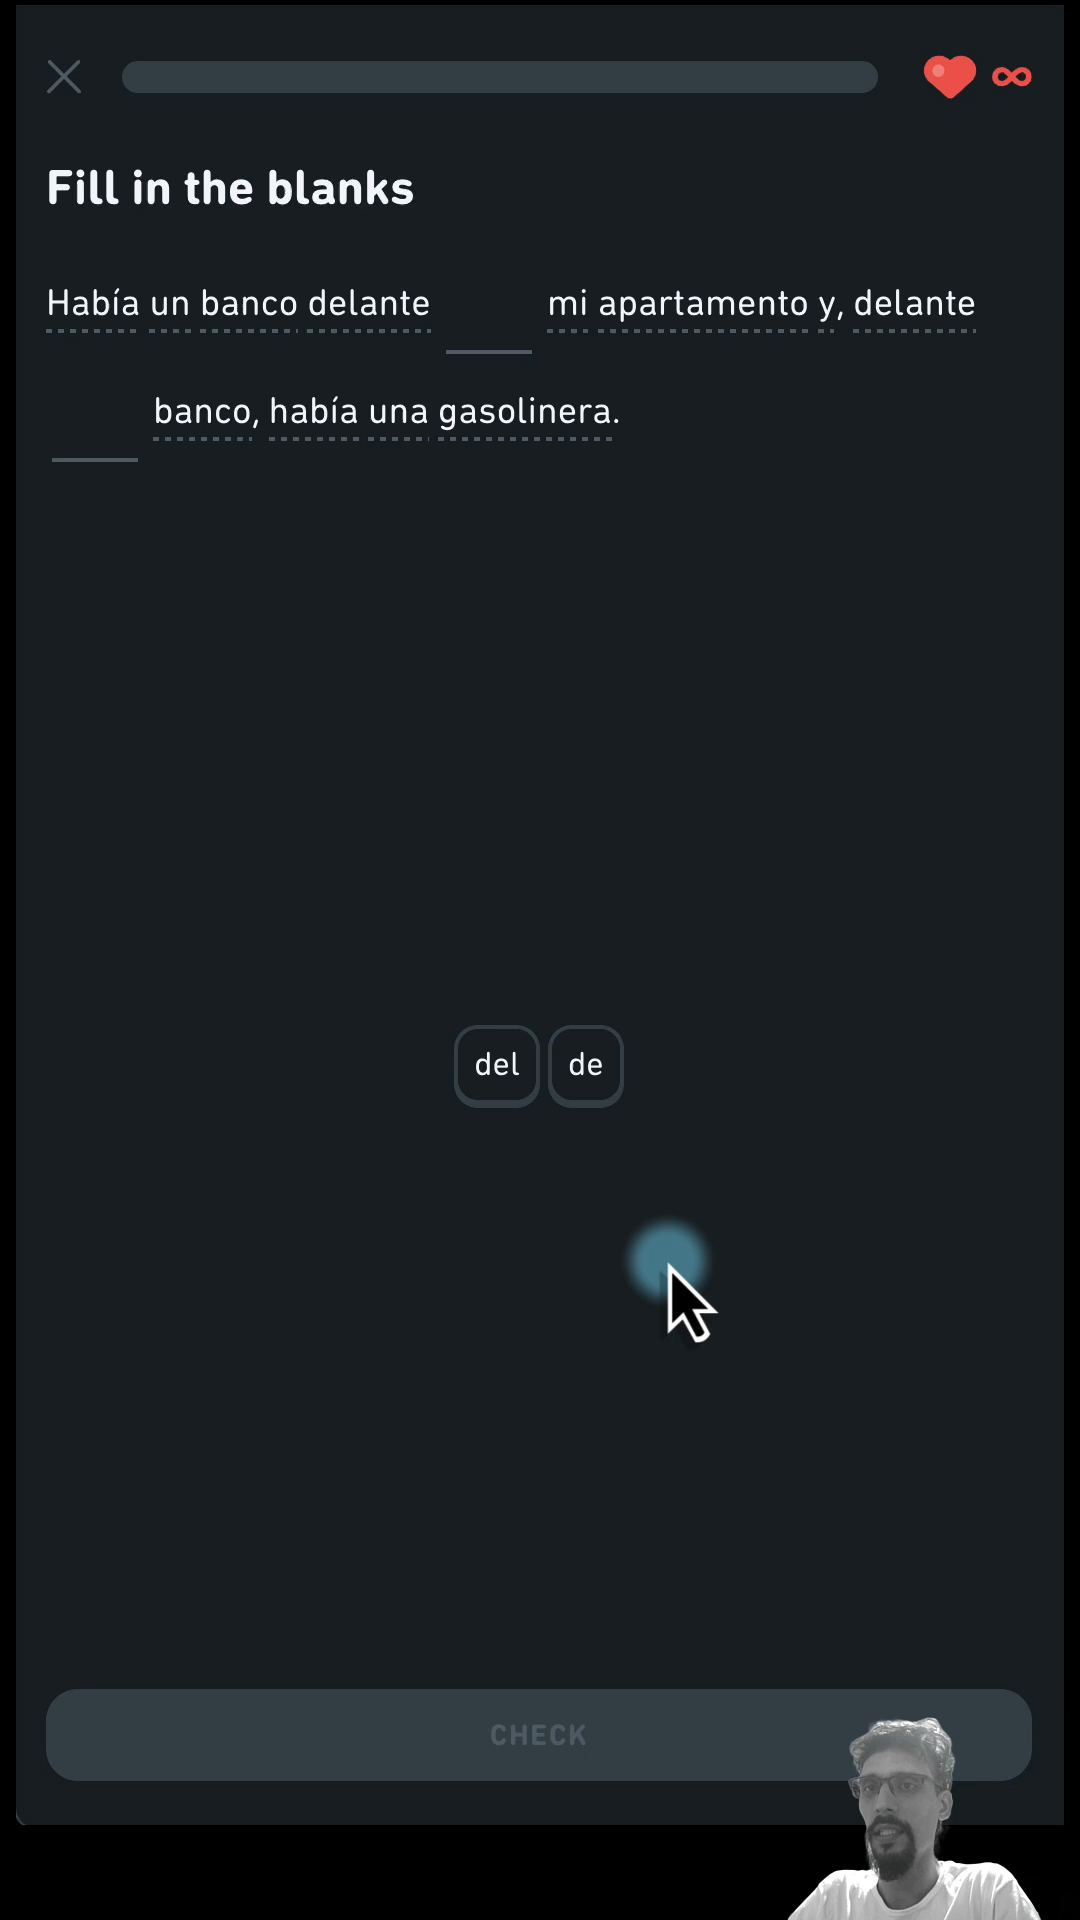 Fill in the blanks
Había un banco delante mi apartamento y, delante
banco, había una gasolinera.
del de
CHECK